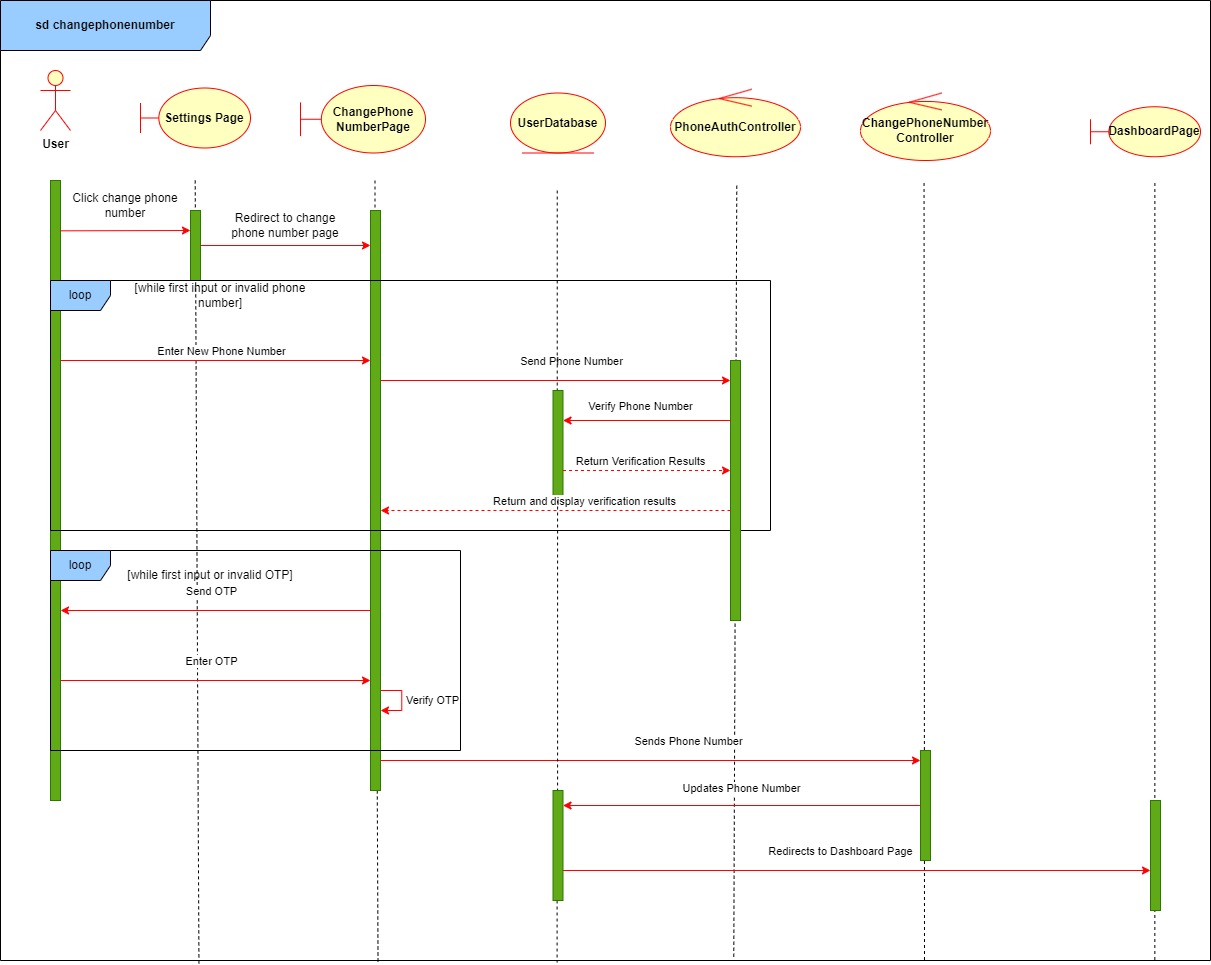 sd changephonenumber
User
Settings Page
ChangePhone
NumberPage
UserDatabase
PhoneAuthController
ChangePhoneNumber
Controller
DashboardPage
Click change phone
number
Redirect to change
phone number page
loop
[while first input or invalid phone
number]
Enter New Phone Number
Send Phone Number
Verify Phone Number
Return Verification Results
Return and display verification results
loop
[while first input or invalid OTP]
Send OTP
Enter OTP
Verify OTP
Sends Phone Number
Updates Phone Number
Redirects to Dashboard Page